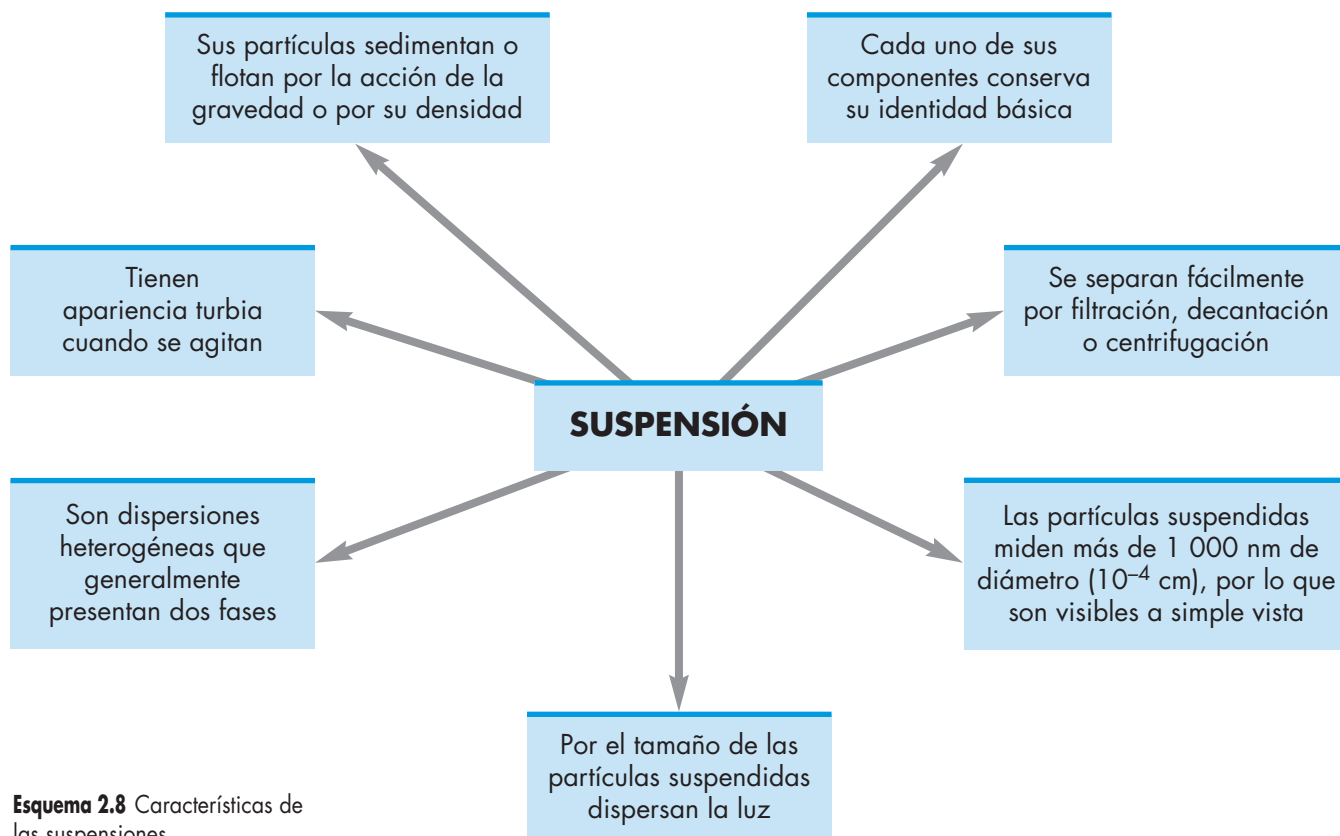 Sus partículas sedimentan o
flotan por la acción de la
gravedad o por su densidad
Cada uno de sus
componentes conserva
su identidad básica
Tienen
apariencia turbia
cuando se agitan
Se separan fácilmente
por filtración, decantación
o centrifugación
SUSPENSIÓN
Son dispersiones
heterogéneas que
generalmente
presentan dos fases
Las partículas suspendidas
miden más de 1 000 nm de
diámetro (10–4 cm), por lo que
son visibles a simple vista
Por el tamaño de las
partículas suspendidas
dispersan la luz
Esquema 2.8 Características de
las suspensiones